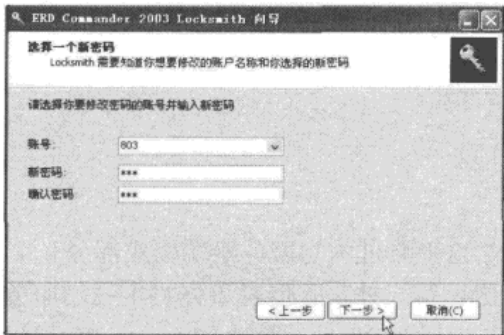 ERD Commander 2003 Locksmith 向导
选择一个新密码
Locksmith 需要知道你想要修改的账户名称和你选择的新密码
请选择你要修改密码的账号并输入新密码
账号: 803
新密码: ***
确认密码: ***
<上一步 下一步> 取消(C)